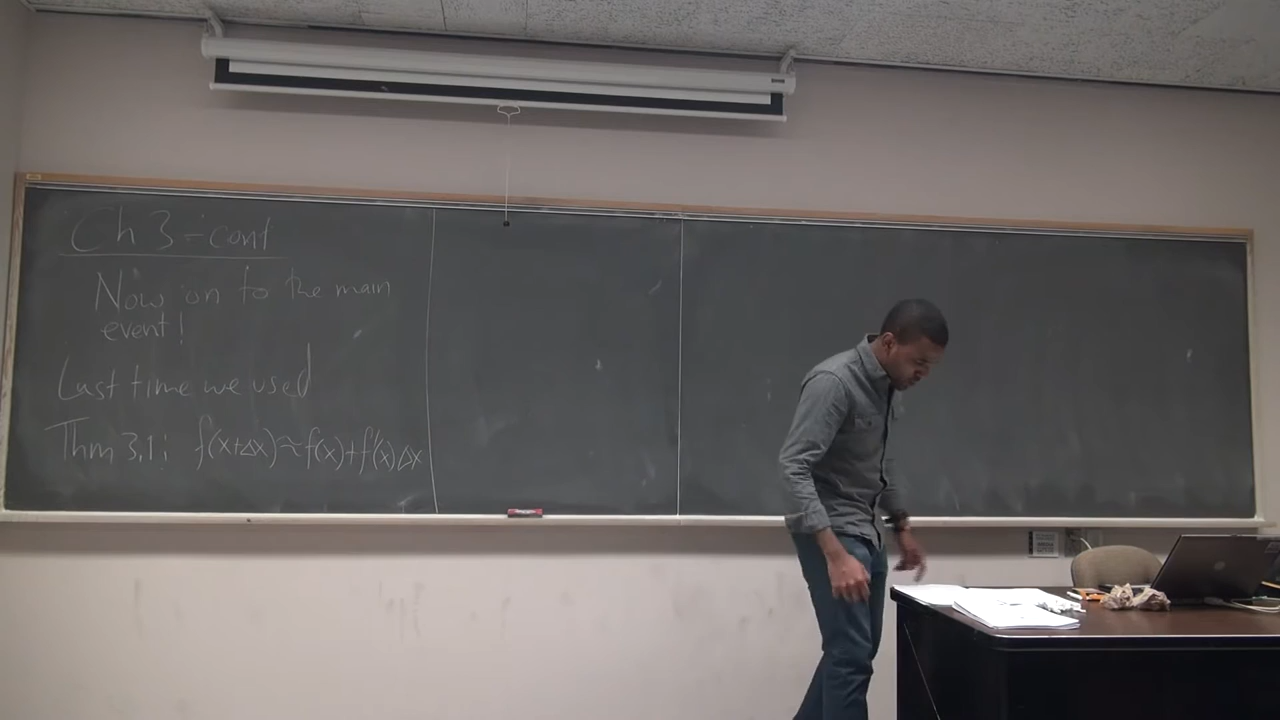 Ch 3 - cont
Now on to the main
event!
Last time we used
Thm 3.1: f(x+Δx)≈f(x)+f'(x)Δx